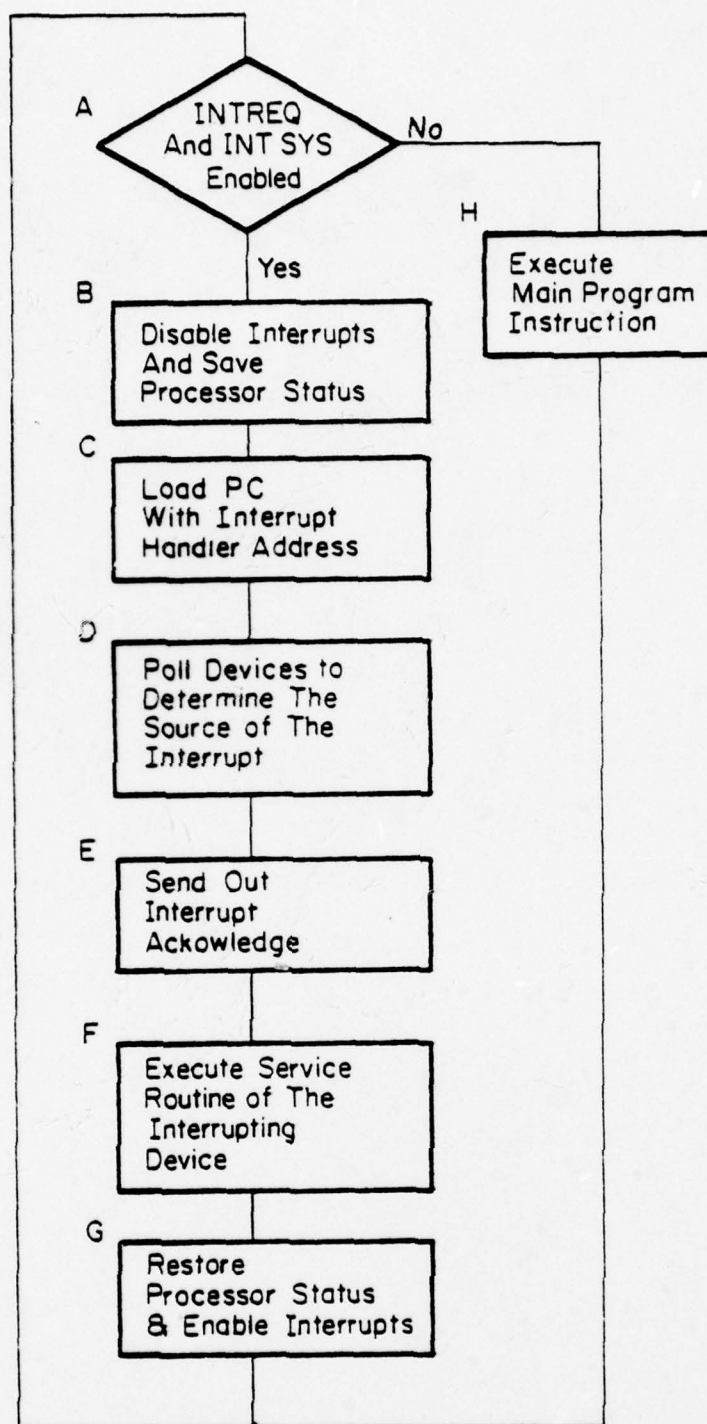 A
INTREQ
And INT SYS
Enabled
No
Yes
H
Execute
Main Program
Instruction
B
Disable Interrupts
And Save
Processor Status
C
Load PC
With Interrupt
Handler Address
D
Poll Devices to
Determine The
Source of The
Interrupt
E
Send Out
Interrupt
Ackowledge
F
Execute Service
Routine of The
Interrupting
Device
G
Restore
Processor Status
& Enable Interrupts